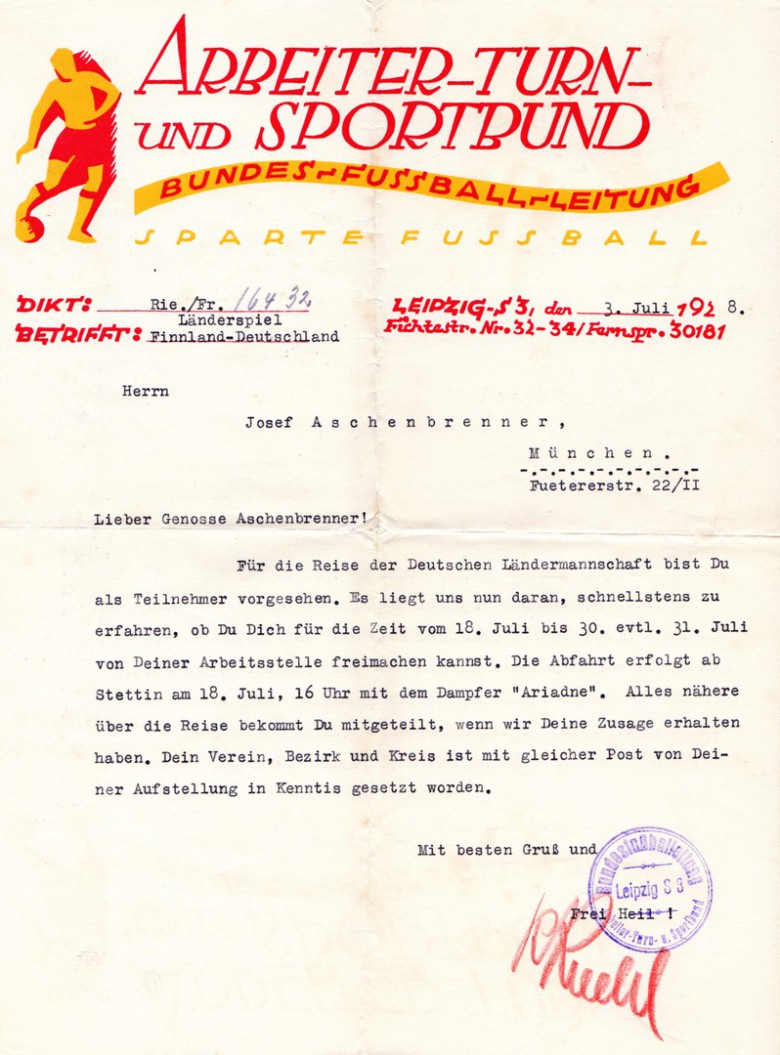 ARBEITER-TURN-
UND SPORTBUND
BUNDES-FUSSBALL-LEITUNG
SPARTE FUSSBALL
DIKT: Rie./Fr. 16432
BETRIFFT: Länderspiel
Finnland-Deutschland
LEIPZIG-S3, den 3. Juli 1928.
Fichtestr. Nr. 32-34/Fernspr. 30181
Herrn
Josef Aschenbrenner,
München.
-.-.-.-.-.-.-.-.-.-
Fuetererstr. 22/II
Lieber Genosse Aschenbrenner!
Für die Reise der Deutschen Ländermannschaft bist Du
als Teilnehmer vorgesehen. Es liegt uns nun daran, schnellstens zu
erfahren, ob Du Dich für die Zeit vom 18. Juli bis 30. evtl. 31. Juli
von Deiner Arbeitsstelle freimachen kannst. Die Abfahrt erfolgt ab
Stettin am 18. Juli, 16 Uhr mit dem Dampfer "Ariadne". Alles nähere
über die Reise bekommt Du mitgeteilt, wenn wir Deine Zusage erhalten
haben. Dein Verein, Bezirk und Kreis ist mit gleicher Post von Dei-
ner Aufstellung in Kenntis gesetzt worden.
Mit besten Gruß und
Frei Heil !
Leipzig S 3
Turn- u. Sportbund